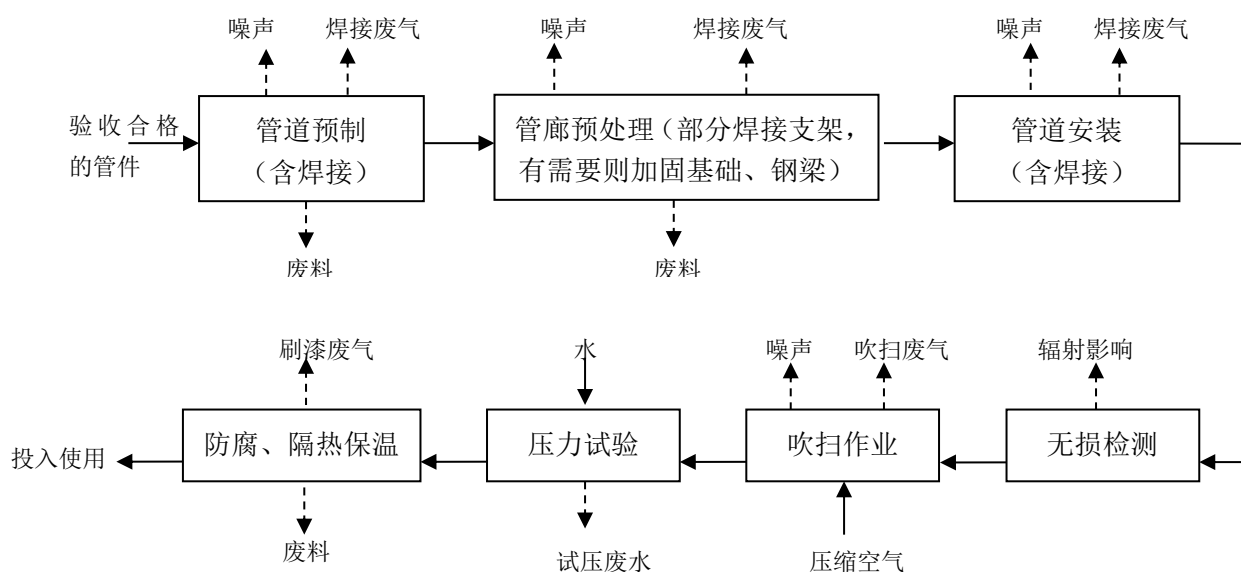 噪声
焊接废气
噪声
焊接废气
噪声
焊接废气
验收合格
的管件
管道预制
（含焊接）
管廊预处理（部分焊接支架，
有需要则加固基础、钢梁）
管道安装
（含焊接）
废料
废料
刷漆废气
水
噪声
吹扫废气
辐射影响
投入使用
防腐、隔热保温
压力试验
吹扫作业
无损检测
废料
试压废水
压缩空气